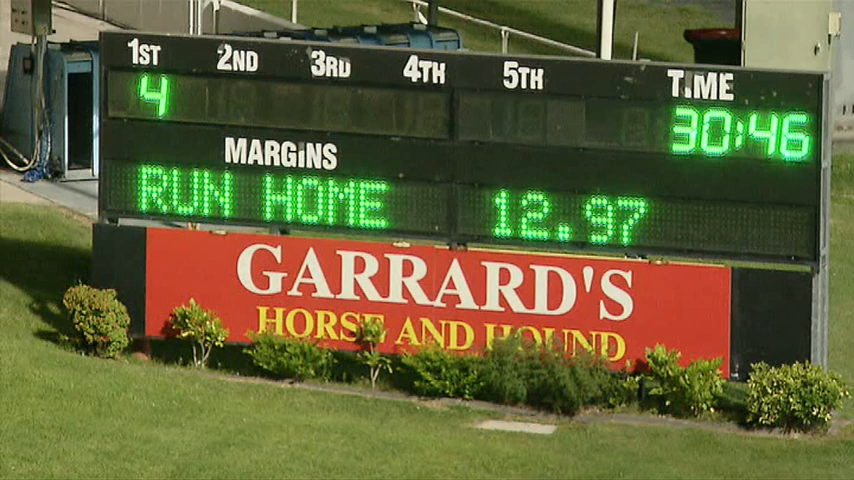 1ST 2ND 3RD 4TH 5TH TIME
4 30:46
MARGINS
RUN HOME 12.97
GARRARD'S
HORSE AND HOUND